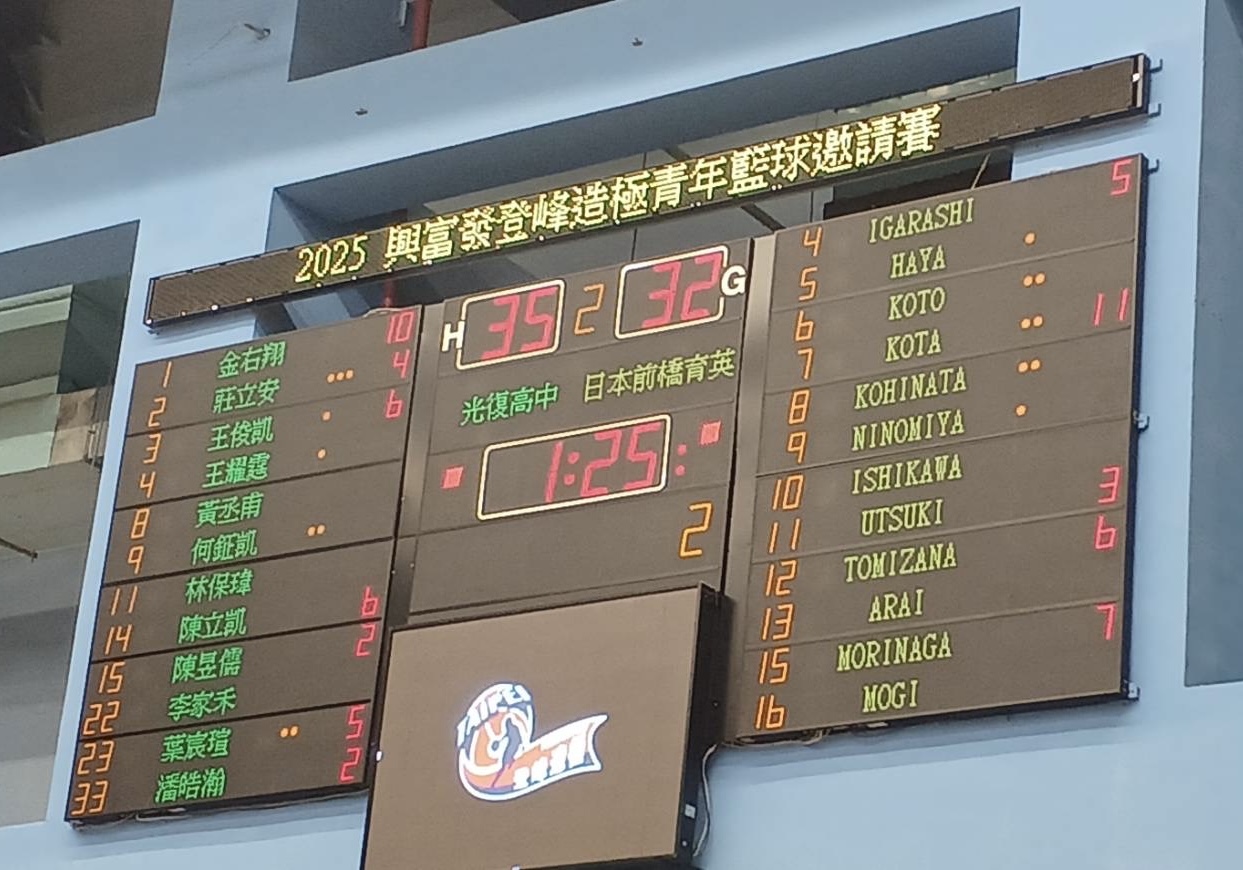 2025 興富發登峰造極青年籃球邀請賽
H 35 2 32 G
光復高中 日本前橋育英
1:25
2
1 金右翔 10
2 莊立安 4
3 王俊凱 6
4 王耀霆
8 黃丞甫
9 何鉦凱
11 林保瑋
14 陳立凱 6
15 陳昱儒 2
22 李家禾
23 葉宸瑄 5
33 潘皓瀚 2
4 IGARASHI 5
5 HAYA
6 KOTO
7 KOTA 11
8 KOHINATA
9 NINOMIYA
10 ISHIKAWA
11 UTSUKI 3
12 TOMIZANA 6
13 ARAI
15 MORINAGA 7
16 MOGI
TAIPEI